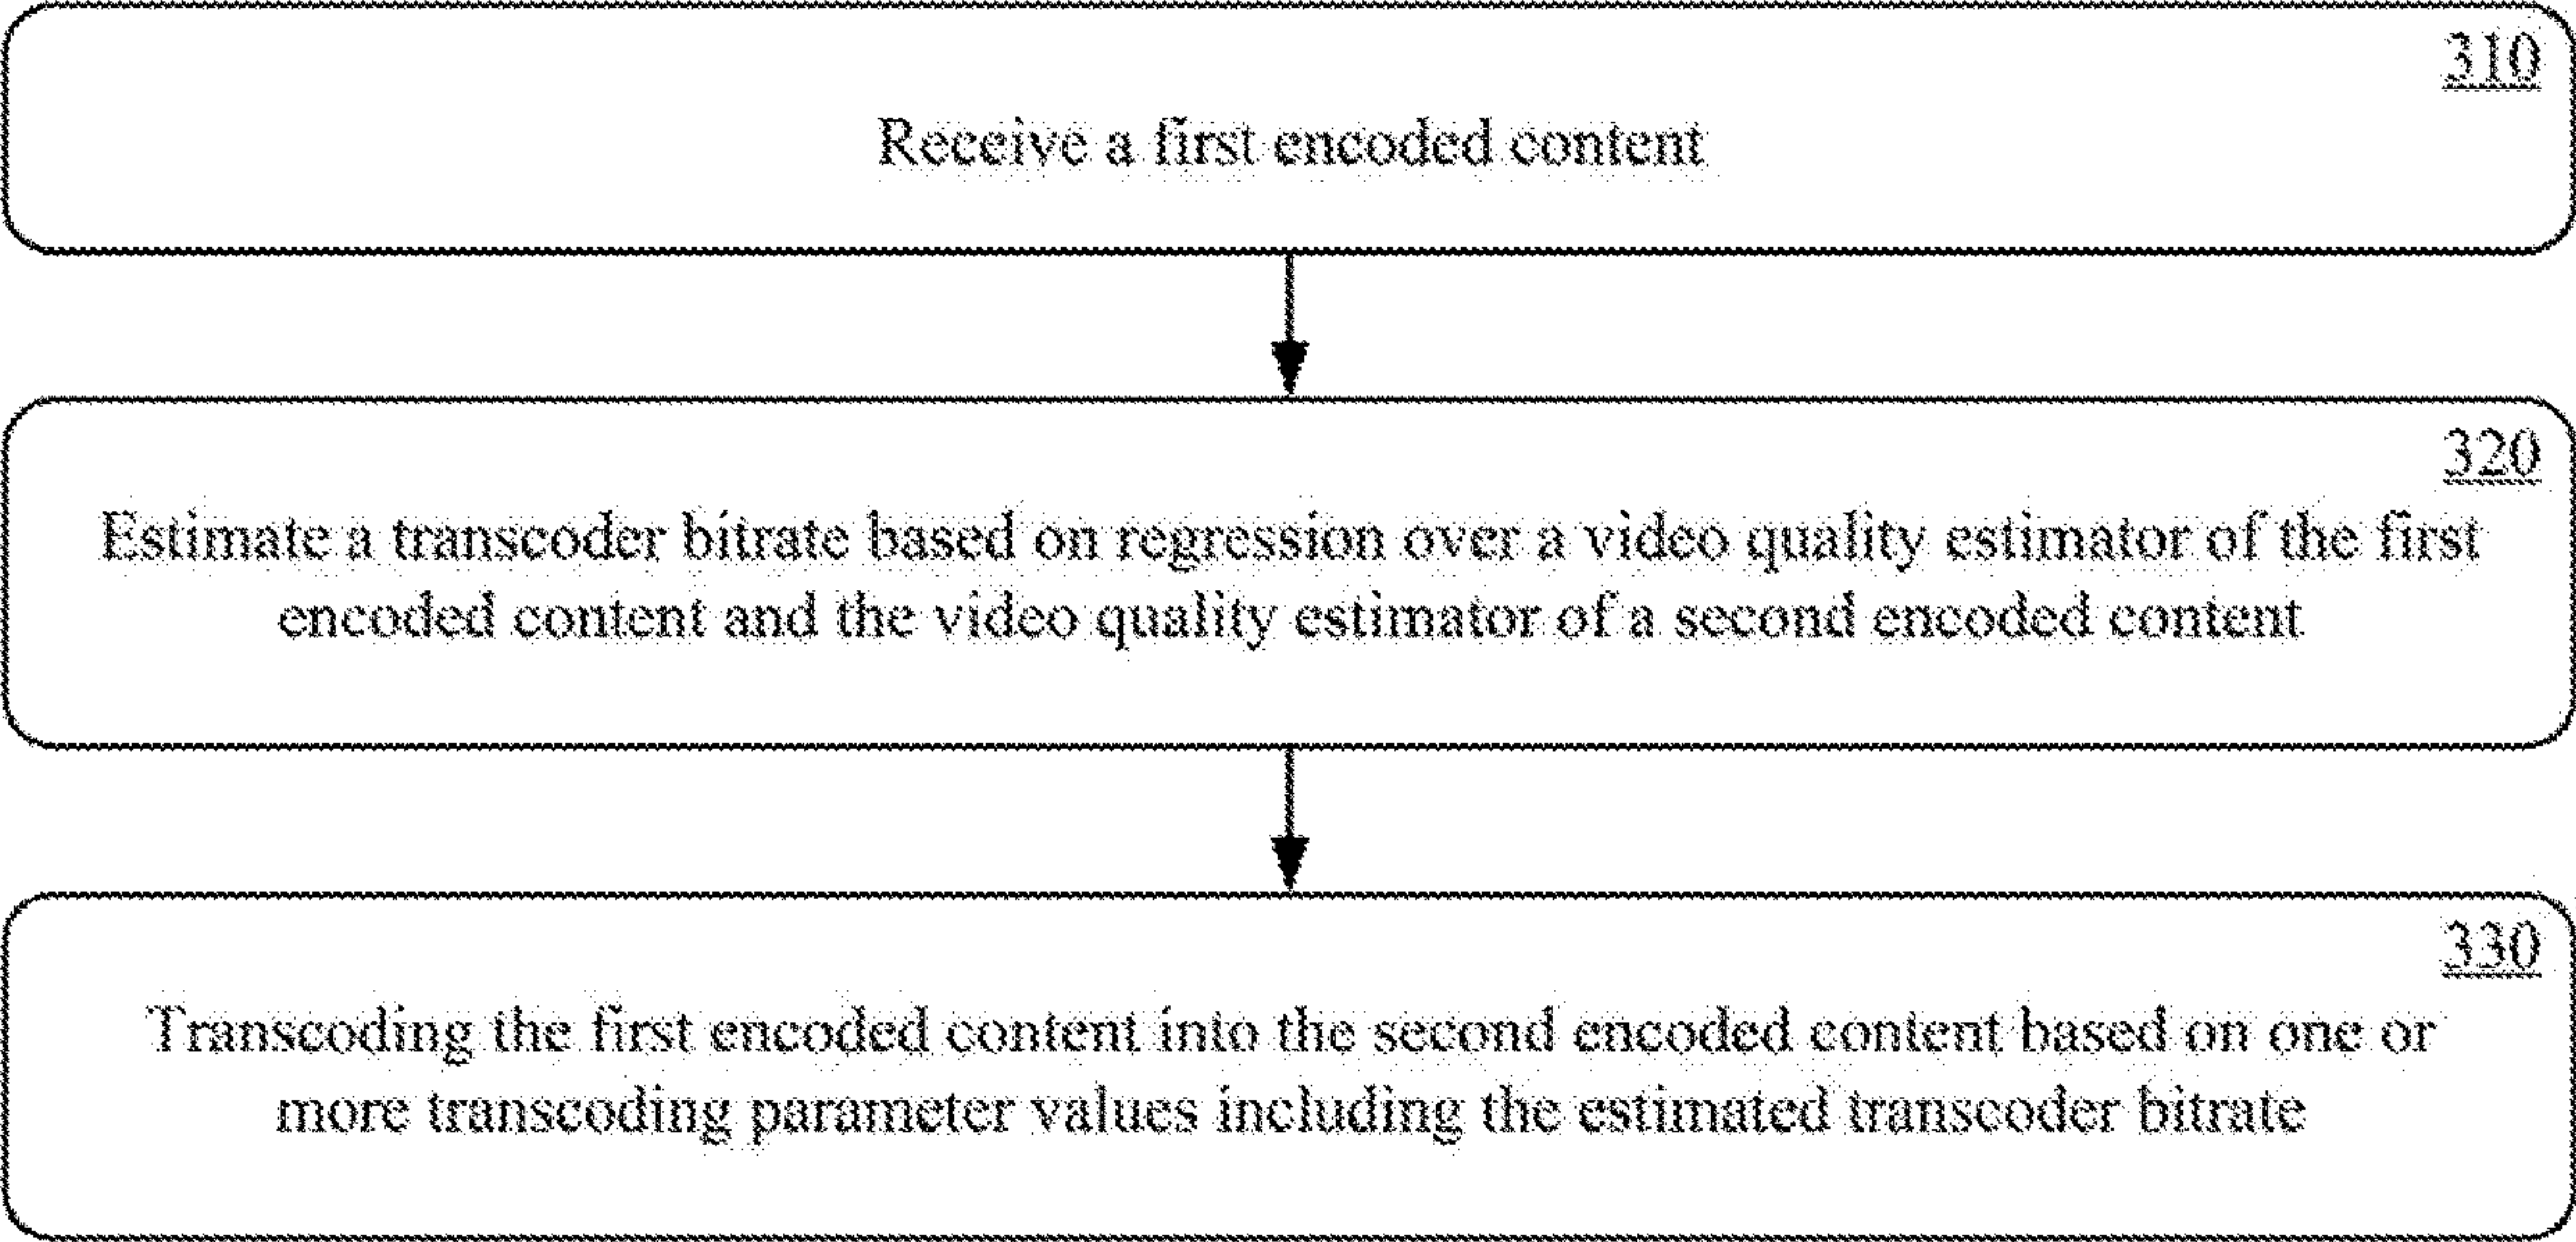 310
Receive a first encoded content
320
Estimate a transcoder bitrate based on regression over a video quality estimator of the first
encoded content and the video quality estimator of a second encoded content
330
Transcoding the first encoded content into the second encoded content based on one or
more transcoding parameter values including the estimated transcoder bitrate